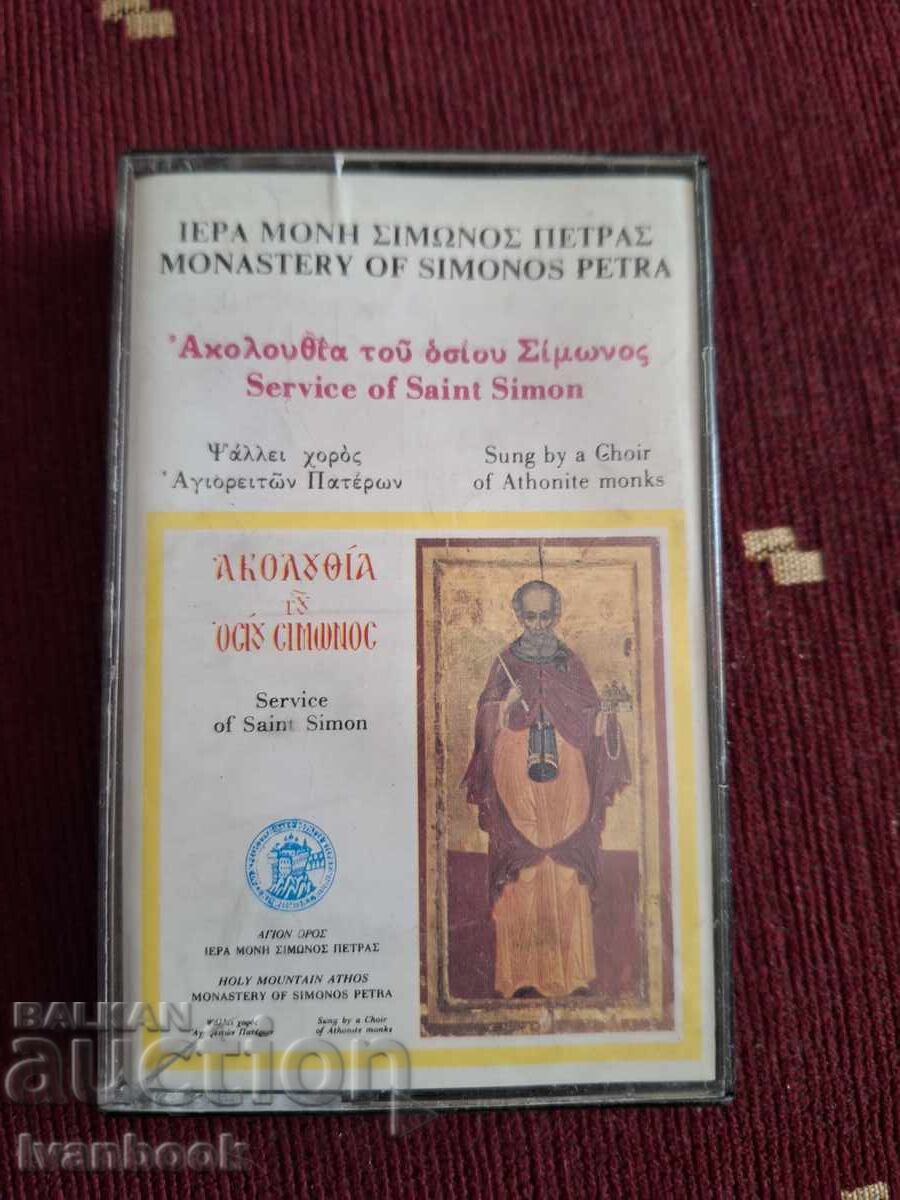 ΙΕΡΑ ΜΟΝΗ ΣΙΜΩΝΟΣ ΠΕΤΡΑΣ
MONASTERY OF SIMONOS PETRA
Ἀκολουθία τοῦ ὁσίου Σίμωνος
Service of Saint Simon
Ψάλλει χορὸς
Ἁγιορειτῶν Πατέρων
Sung by a Choir
of Athonite monks
ἈΚΟΛȢΘΊΑ
τȢ͂
ὉσίȢ ΣΙΜΩΝΟΣ
Service
of Saint Simon
ΑΓΙΟΝ ΟΡΟΣ
ΙΕΡΑ ΜΟΝΗ ΣΙΜΩΝΟΣ ΠΕΤΡΑΣ
HOLY MOUNTAIN ATHOS
MONASTERY OF SIMONOS PETRA
Ψάλλει χορὸς
Ἁγιορειτῶν Πατέρων
Sung by a Choir
of Athonite monks
BALKAN
auction
Ivanbook